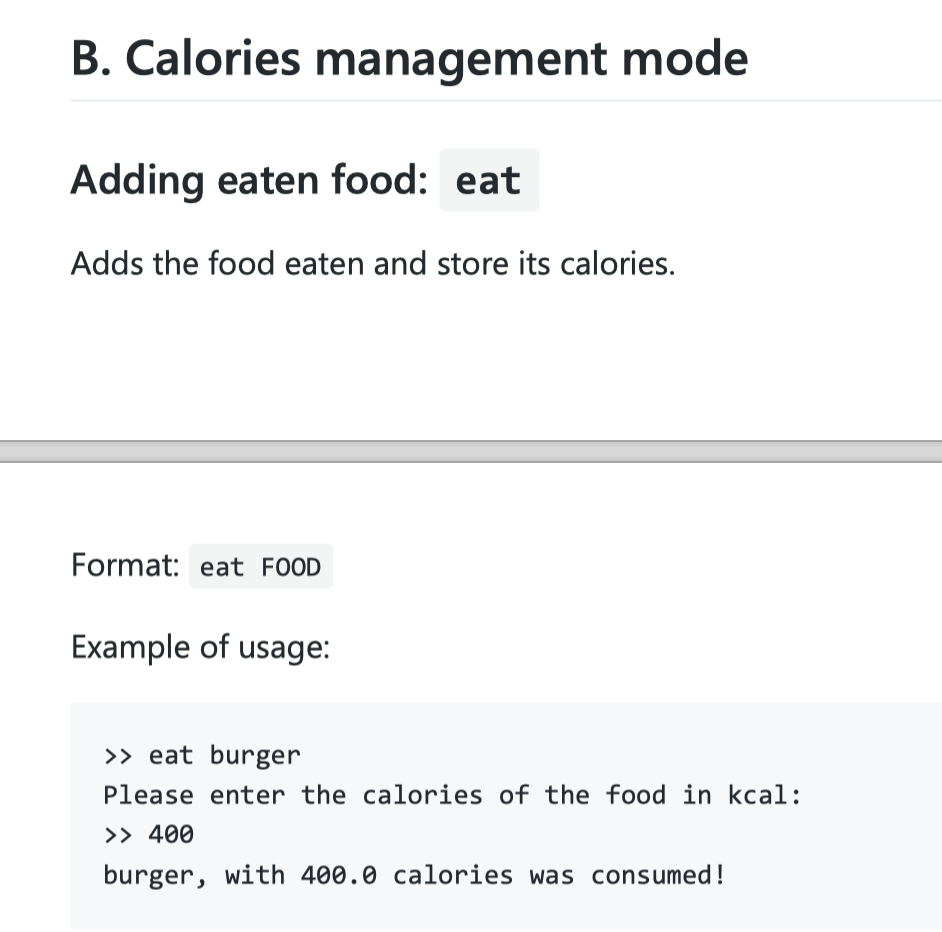 B. Calories management mode
Adding eaten food: eat
Adds the food eaten and store its calories.
Format: eat FOOD
Example of usage:
>> eat burger
Please enter the calories of the food in kcal:
>> 400
burger, with 400.0 calories was consumed!